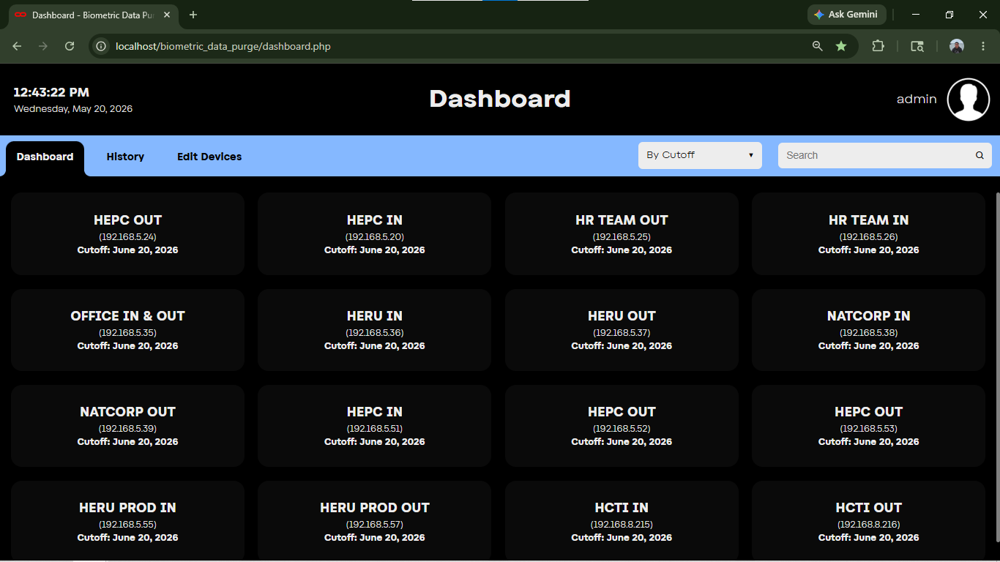 Dashboard - Biometric Data Pu
Ask Gemini
localhost/biometric_data_purge/dashboard.php
12:43:22 PM
Wednesday, May 20, 2026
Dashboard
admin
Dashboard
History
Edit Devices
By Cutoff
Search
HEPC OUT
(192.168.5.24)
Cutoff: June 20, 2026
HEPC IN
(192.168.5.20)
Cutoff: June 20, 2026
HR TEAM OUT
(192.168.5.25)
Cutoff: June 20, 2026
HR TEAM IN
(192.168.5.26)
Cutoff: June 20, 2026
OFFICE IN & OUT
(192.168.5.35)
Cutoff: June 20, 2026
HERU IN
(192.168.5.36)
Cutoff: June 20, 2026
HERU OUT
(192.168.5.37)
Cutoff: June 20, 2026
NATCORP IN
(192.168.5.38)
Cutoff: June 20, 2026
NATCORP OUT
(192.168.5.39)
Cutoff: June 20, 2026
HEPC IN
(192.168.5.51)
Cutoff: June 20, 2026
HEPC OUT
(192.168.5.52)
Cutoff: June 20, 2026
HEPC OUT
(192.168.5.53)
Cutoff: June 20, 2026
HERU PROD IN
(192.168.5.55)
Cutoff: June 20, 2026
HERU PROD OUT
(192.168.5.57)
Cutoff: June 20, 2026
HCTI IN
(192.168.8.215)
Cutoff: June 20, 2026
HCTI OUT
(192.168.8.216)
Cutoff: June 20, 2026